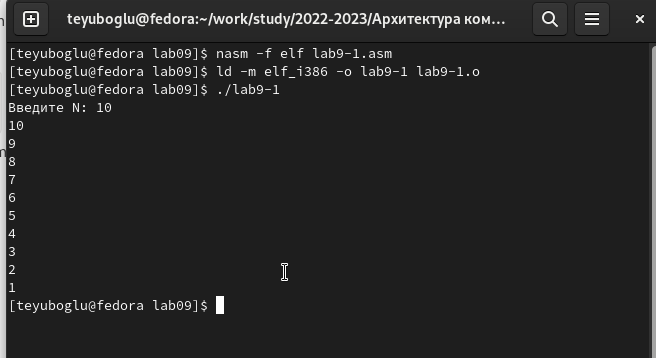 teyuboglu@fedora:~/work/study/2022-2023/Архитектура ком...
[teyuboglu@fedora lab09]$ nasm -f elf lab9-1.asm
[teyuboglu@fedora lab09]$ ld -m elf_i386 -o lab9-1 lab9-1.o
[teyuboglu@fedora lab09]$ ./lab9-1
Введите N: 10
10
9
8
7
6
5
4
3
2
1
[teyuboglu@fedora lab09]$